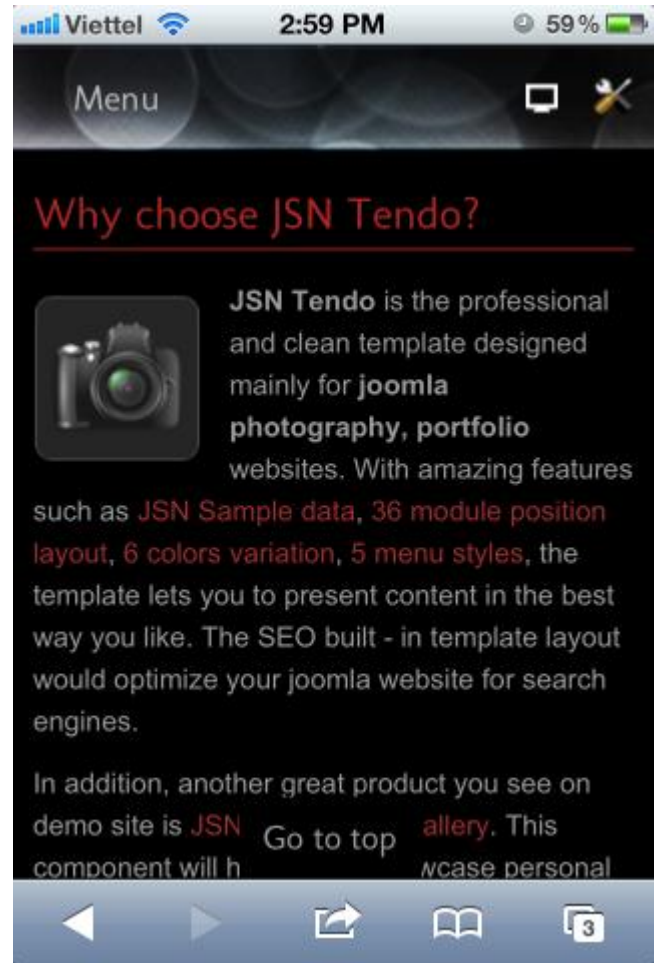 Viettel 2:59 PM 59%
Menu
Why choose JSN Tendo?
JSN Tendo is the professional
and clean template designed
mainly for joomla
photography, portfolio
websites. With amazing features
such as JSN Sample data, 36 module position
layout, 6 colors variation, 5 menu styles, the
template lets you to present content in the best
way you like. The SEO built - in template layout
would optimize your joomla website for search
engines.
In addition, another great product you see on
demo site is JSN allery. This
Go to top
component will h wcase personal
3